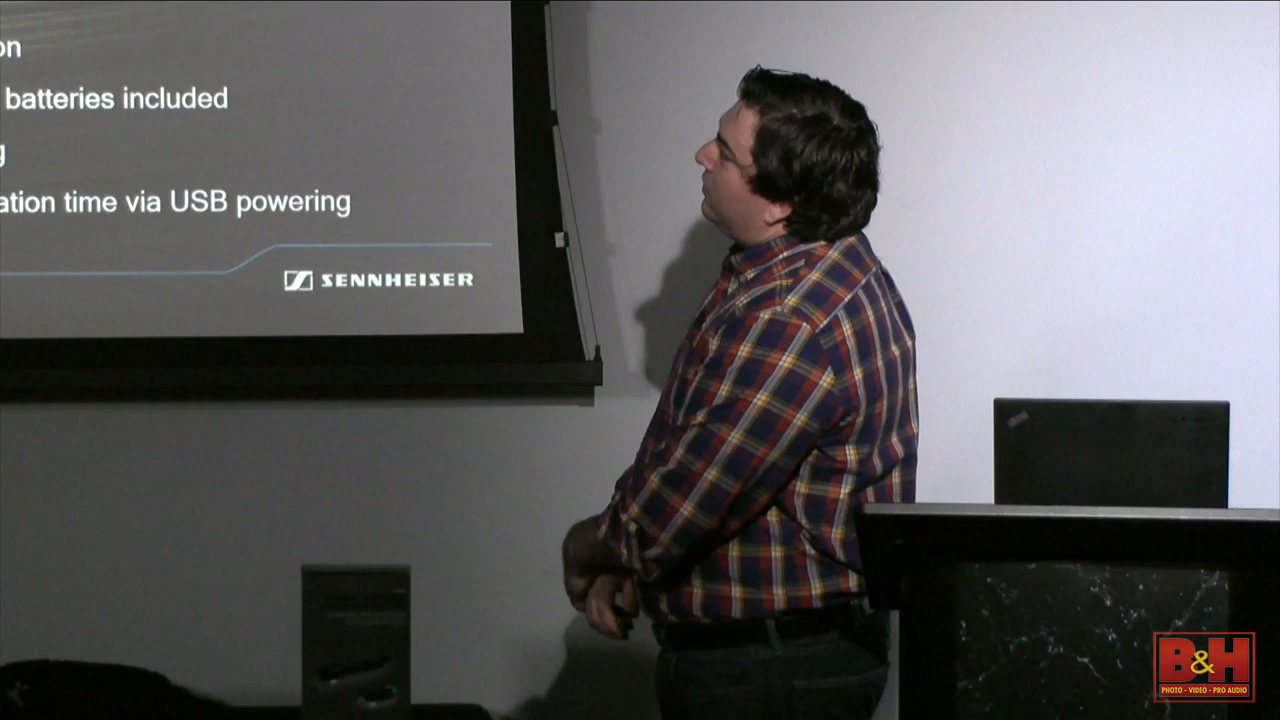 on
batteries included
g
ation time via USB powering
SENNHEISER
B&H
PHOTO - VIDEO - PRO AUDIO